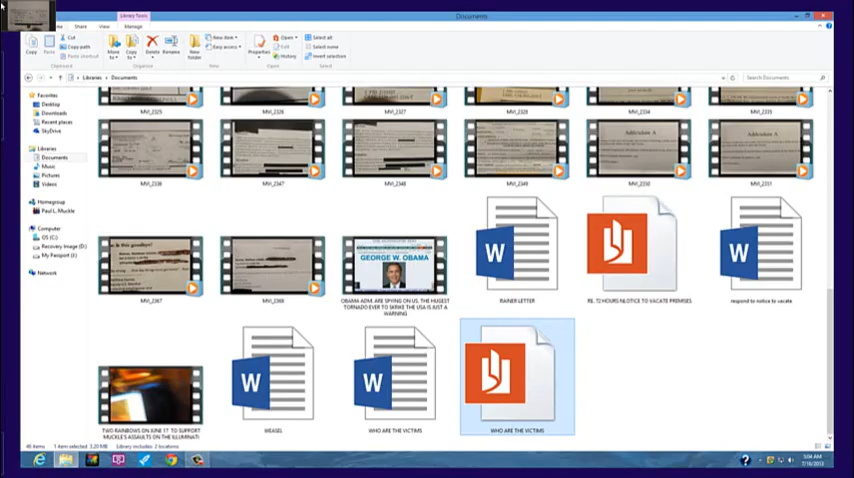 Library Tools
Documents
Share View Manage
Copy
Paste
Cut
Copy path
Paste shortcut
Move to
Copy to
Delete
Rename
New folder
New item
Easy access
Properties
Open
Edit
History
Select all
Select none
Invert selection
Clipboard
Organize
New
Open
Select
Libraries
Documents
Search Documents
Favorites
Desktop
Downloads
Recent places
SkyDrive
Libraries
Documents
Music
Pictures
Videos
Homegroup
Paul L. Muckle
Computer
OS (C:)
Recovery Image (D:)
My Passport (J:)
Network
MVI_2325
MVI_2326
MVI_2327
MVI_2334
MVI_2335
Addendum A
Addendum A
MVI_2336
MVI_2347
MVI_2348
MVI_2349
MVI_2350
MVI_2351
is this goodbye!
GEORGE W. OBAMA
W
W
MVI_2367
MVI_2368
OBAMA ADM. ARE SPYING ON US, THE HUGEST
TORNADO EVER TO SKRIKE THE USA IS JUST A
WARNING
RAINER LETTER
RE. 72 HOURS NLOTICE TO VACATE PREMISES
respond to notice to vacate
W
W
TWO RAINBOWS ON JUNE 17 TO SUPPORT
MUCKLE'S ASSAULTS ON THE ILLUMINATI
WEASEL
WHO ARE THE VICTIMS
WHO ARE THE VICTIMS
1 item selected 3.20 MB
Library includes: 2 locations
3:04 AM
7/16/2013